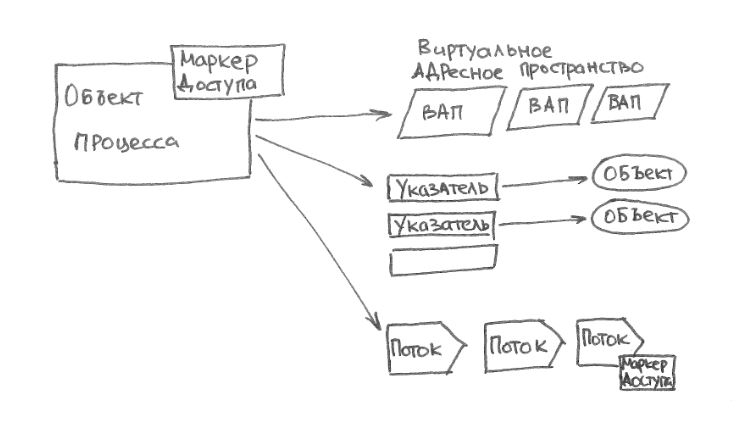 Маркер
Доступа
Объект
процесса
Виртуальное
Адресное пространство
ВАП
ВАП
ВАП
Указатель
Объект
Указатель
Объект
Поток
Поток
Поток
Маркер
Доступа